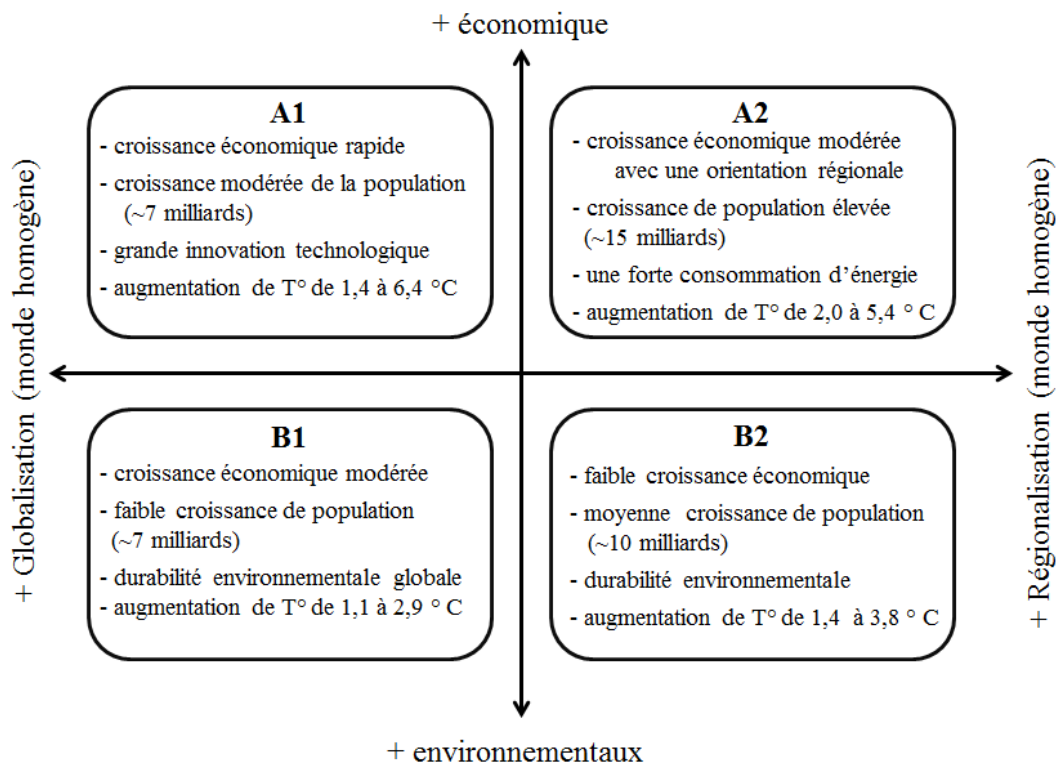 + économique
A1
- croissance économique rapide
- croissance modérée de la population
(~7 milliards)
- grande innovation technologique
- augmentation de T° de 1,4 à 6,4 °C
A2
- croissance économique modérée
avec une orientation régionale
- croissance de population élevée
(~15 milliards)
- une forte consommation d'énergie
- augmentation de T° de 2,0 à 5,4 ° C
+ Globalisation (monde homogène)
+ Régionalisation (monde homogène)
B1
- croissance économique modérée
- faible croissance de population
(~7 milliards)
- durabilité environnementale globale
- augmentation de T° de 1,1 à 2,9 ° C
B2
- faible croissance économique
- moyenne croissance de population
(~10 milliards)
- durabilité environnementale
- augmentation de T° de 1,4 à 3,8 ° C
+ environnementaux